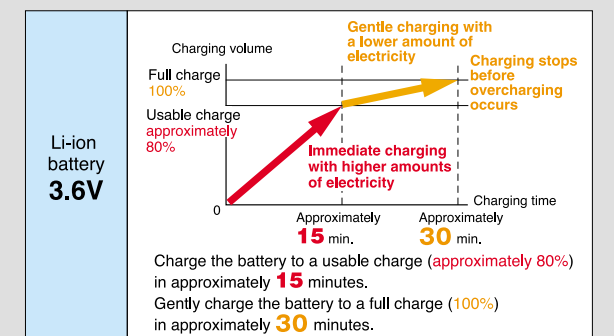 Gentle charging with
a lower amount of
electricity
Charging volume
Charging stops
before
overcharging
occurs
Full charge
100%
Usable charge
approximately
80%
Li-ion
battery
3.6V
Immediate charging
with higher amounts
of electricity
Charging time
0
Approximately
15 min.
Approximately
30 min.
Charge the battery to a usable charge (approximately 80%)
in approximately 15 minutes.
Gently charge the battery to a full charge (100%)
in approximately 30 minutes.